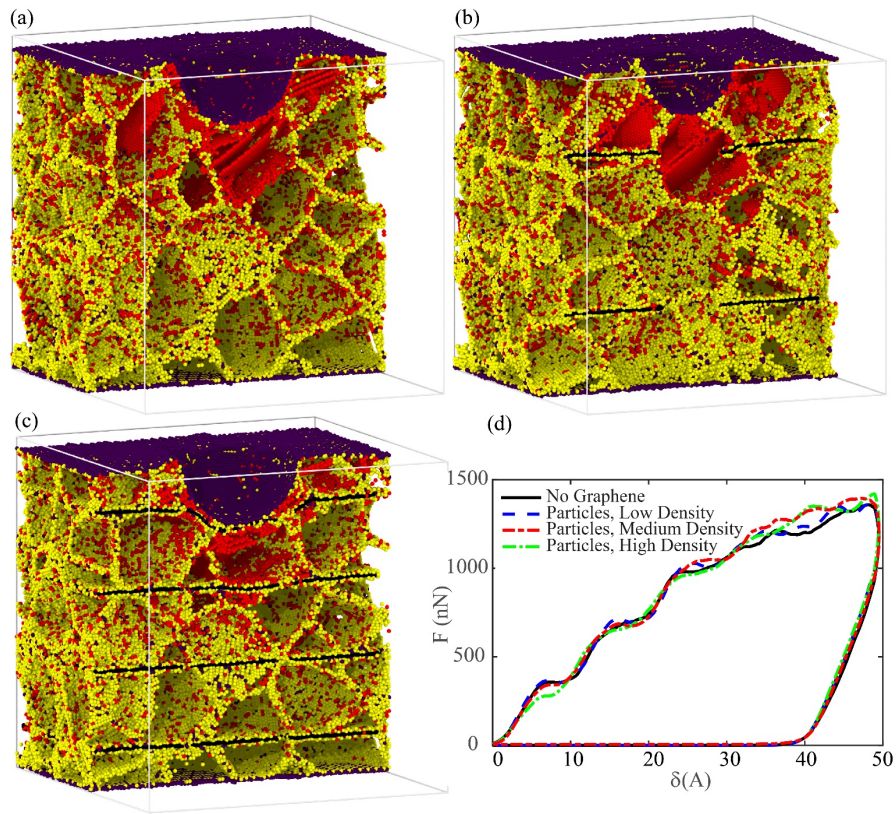 (a)
(b)
(c)
(d)
1500
1000
500
0
F (nN)
No Graphene
Particles, Low Density
Particles, Medium Density
Particles, High Density
0 10 20 30 40 50
δ(A)